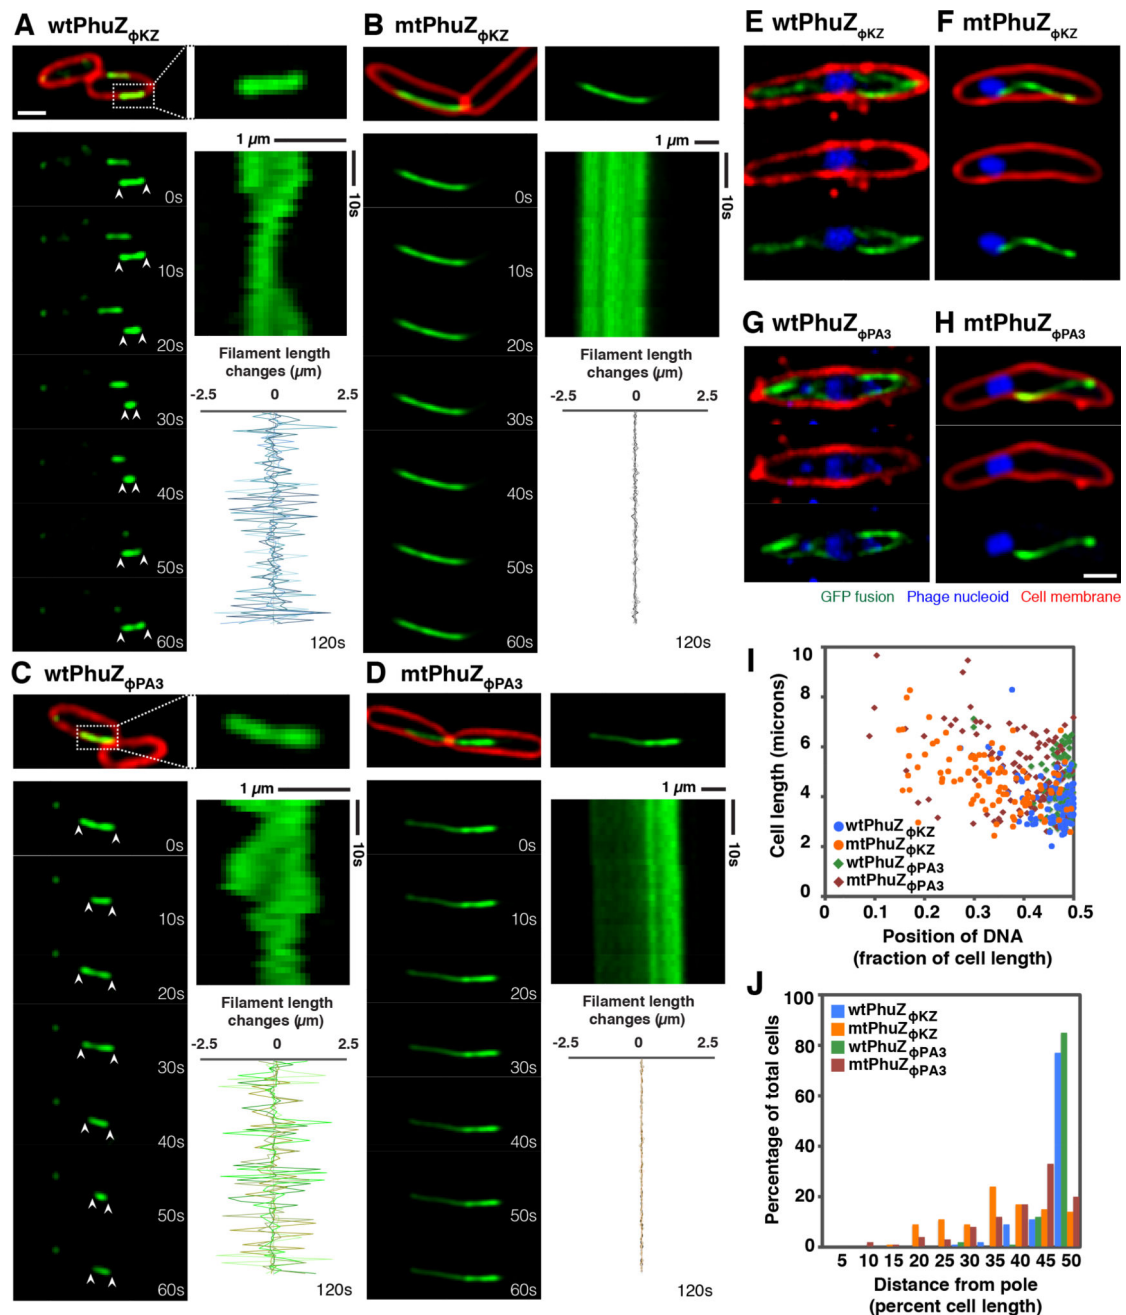 A wtPhuZϕKZ
1 µm
10s
0s
10s
20s
30s
40s
50s
60s
Filament length
changes (µm)
-2.5 0 2.5
120s
B mtPhuZϕKZ
1 µm
10s
0s
10s
20s
30s
40s
50s
60s
Filament length
changes (µm)
-2.5 0 2.5
120s
C wtPhuZϕPA3
1 µm
10s
0s
10s
20s
30s
40s
50s
60s
Filament length
changes (µm)
-2.5 0 2.5
120s
D mtPhuZϕPA3
1 µm
10s
0s
10s
20s
30s
40s
50s
60s
Filament length
changes (µm)
-2.5 0 2.5
120s
E wtPhuZϕKZ
F mtPhuZϕKZ
G wtPhuZϕPA3
H mtPhuZϕPA3
GFP fusion Phage nucleoid Cell membrane
I
Cell length (microns)
10
8
6
4
2
0
wtPhuZϕKZ
mtPhuZϕKZ
wtPhuZϕPA3
mtPhuZϕPA3
0 0.1 0.2 0.3 0.4 0.5
Position of DNA
(fraction of cell length)
J
Percentage of total cells
100
80
60
40
20
0
wtPhuZϕKZ
mtPhuZϕKZ
wtPhuZϕPA3
mtPhuZϕPA3
5 10 15 20 25 30 35 40 45 50
Distance from pole
(percent cell length)